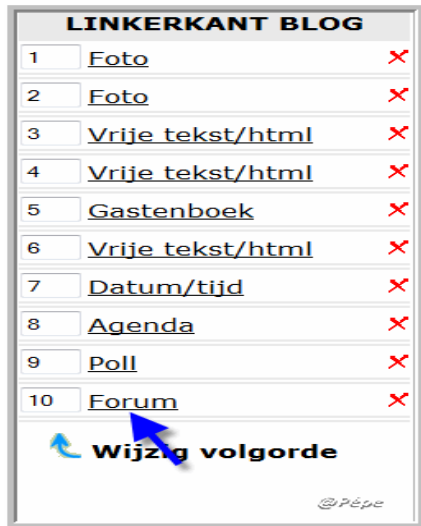 LINKERKANT BLOG
1 Foto
2 Foto
3 Vrije tekst/html
4 Vrije tekst/html
5 Gastenboek
6 Vrije tekst/html
7 Datum/tijd
8 Agenda
9 Poll
10 Forum
Wijzig volgorde
@Pépe